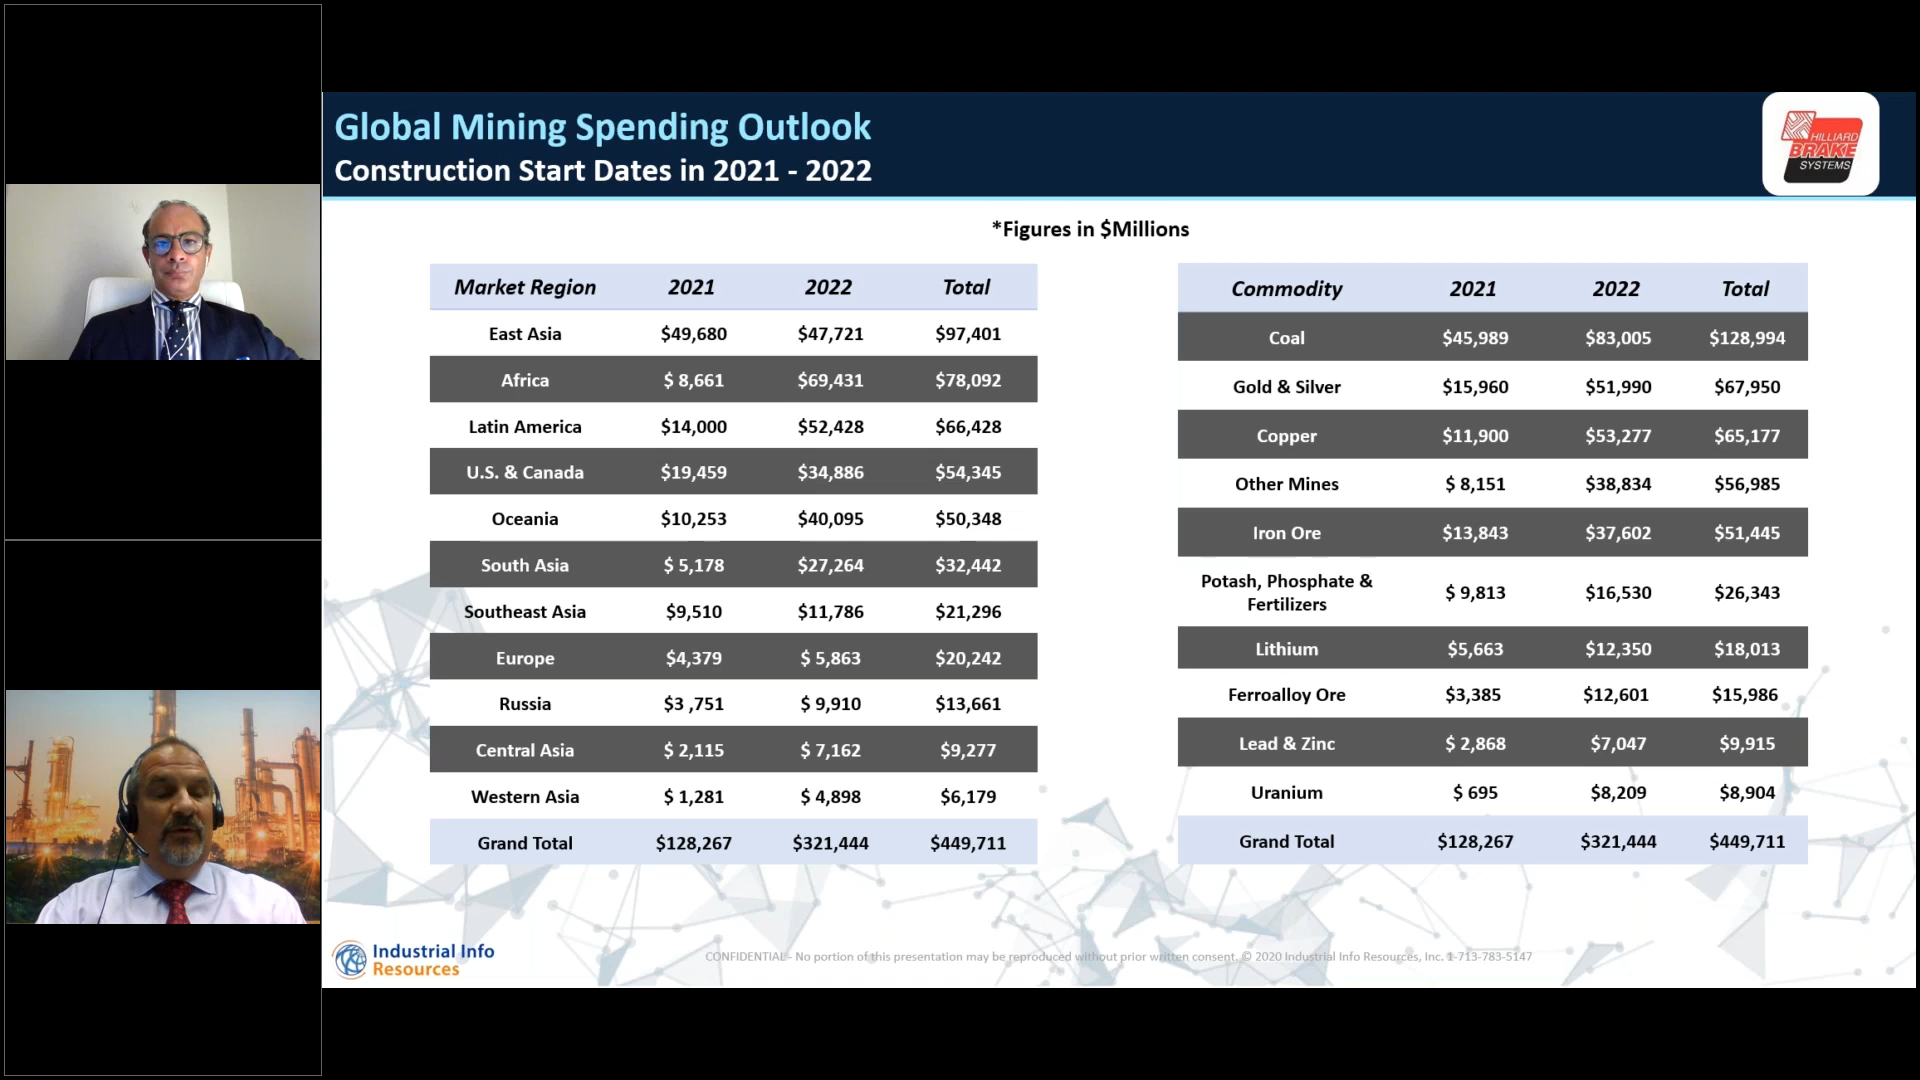 Global Mining Spending Outlook
Construction Start Dates in 2021 - 2022
HILLIARD
BRAKE
SYSTEMS
*Figures in $Millions
Market Region 2021 2022 Total
East Asia $49,680 $47,721 $97,401
Africa $ 8,661 $69,431 $78,092
Latin America $14,000 $52,428 $66,428
U.S. & Canada $19,459 $34,886 $54,345
Oceania $10,253 $40,095 $50,348
South Asia $ 5,178 $27,264 $32,442
Southeast Asia $9,510 $11,786 $21,296
Europe $4,379 $ 5,863 $20,242
Russia $3 ,751 $ 9,910 $13,661
Central Asia $ 2,115 $ 7,162 $9,277
Western Asia $ 1,281 $ 4,898 $6,179
Grand Total $128,267 $321,444 $449,711
Commodity 2021 2022 Total
Coal $45,989 $83,005 $128,994
Gold & Silver $15,960 $51,990 $67,950
Copper $11,900 $53,277 $65,177
Other Mines $ 8,151 $38,834 $56,985
Iron Ore $13,843 $37,602 $51,445
Potash, Phosphate &
Fertilizers $ 9,813 $16,530 $26,343
Lithium $5,663 $12,350 $18,013
Ferroalloy Ore $3,385 $12,601 $15,986
Lead & Zinc $ 2,868 $7,047 $9,915
Uranium $ 695 $8,209 $8,904
Grand Total $128,267 $321,444 $449,711
Industrial Info
Resources
CONFIDENTIAL - No portion of this presentation may be reproduced without prior written consent. © 2020 Industrial Info Resources, Inc. 1-713-783-5147